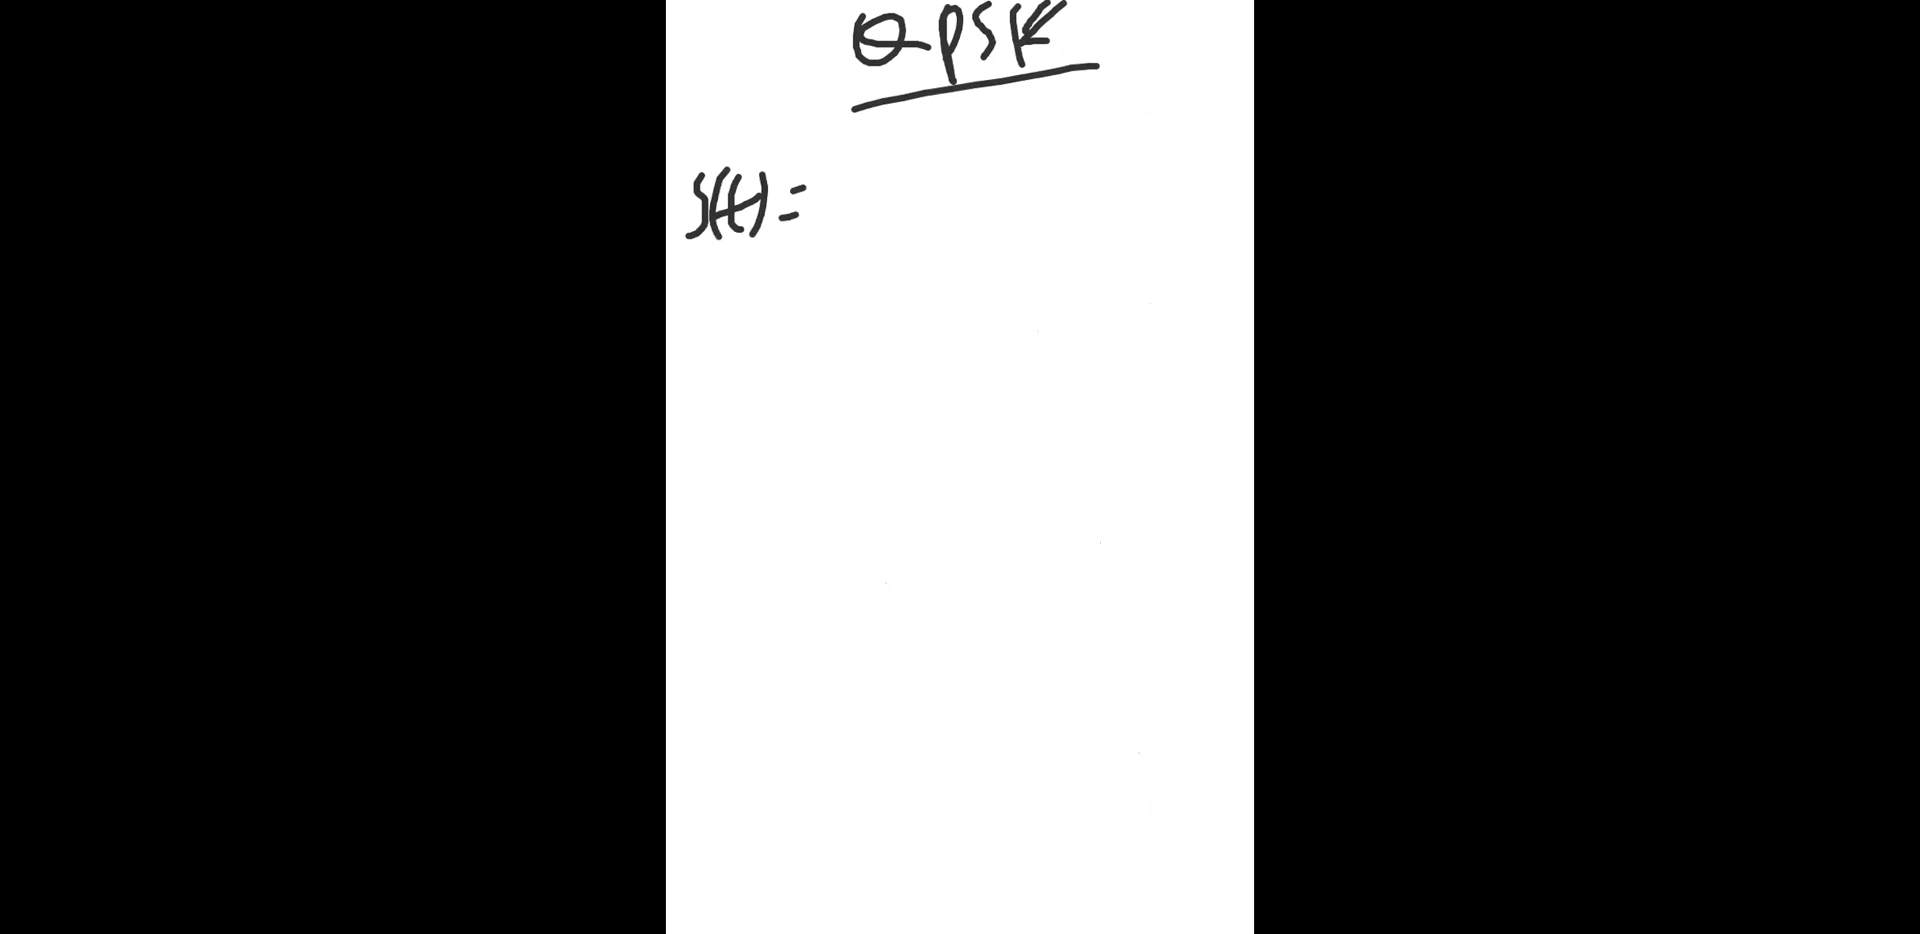 QPSK
S(t) =